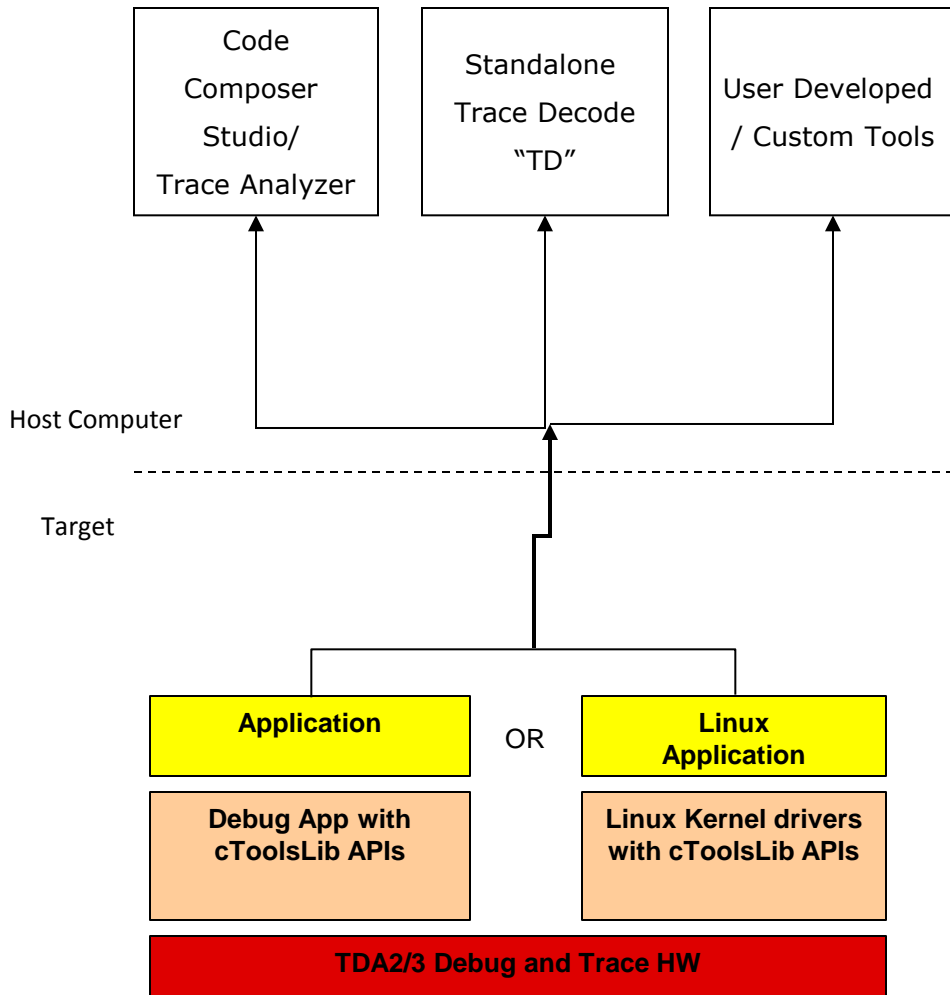 Code
Composer
Studio/
Trace Analyzer
Standalone
Trace Decode
“TD”
User Developed
/ Custom Tools
Host Computer
Target
Application
OR
Linux
Application
Debug App with
cToolsLib APIs
Linux Kernel drivers
with cToolsLib APIs
TDA2/3 Debug and Trace HW